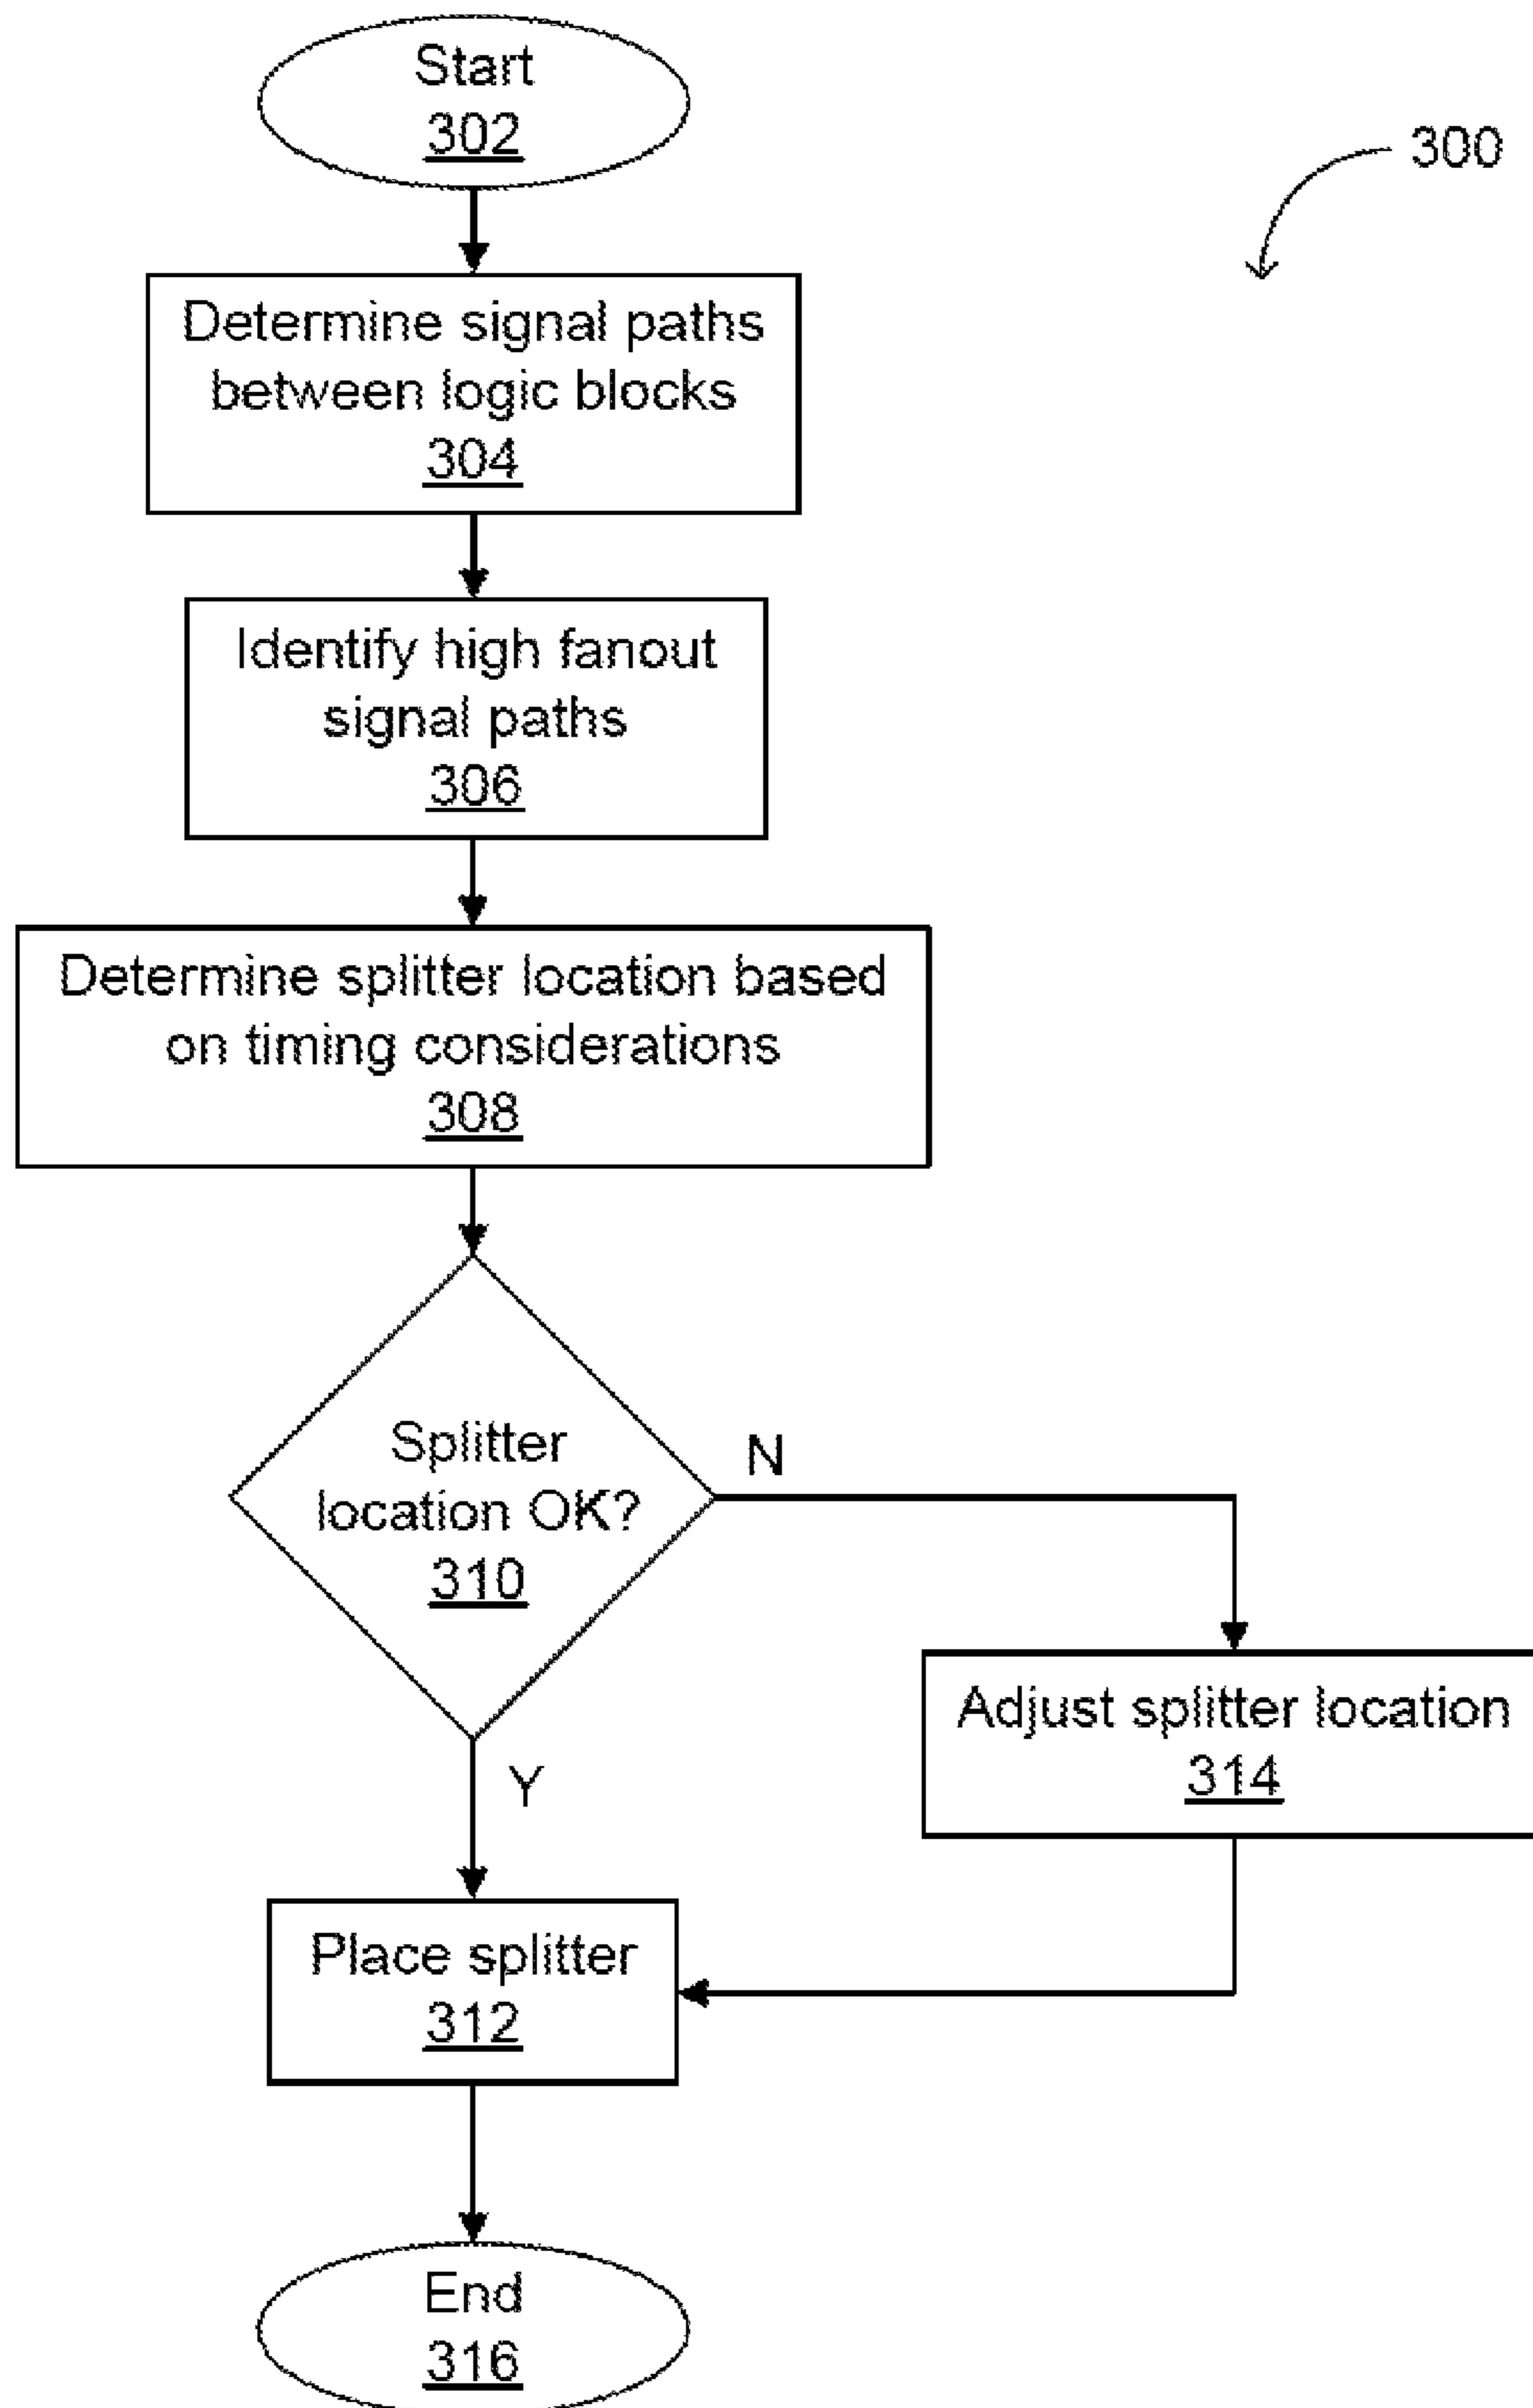 Start
302
300
Determine signal paths
between logic blocks
304
Identify high fanout
signal paths
306
Determine splitter location based
on timing considerations
308
Splitter
location OK?
310
N
Y
Adjust splitter location
314
Place splitter
312
End
316